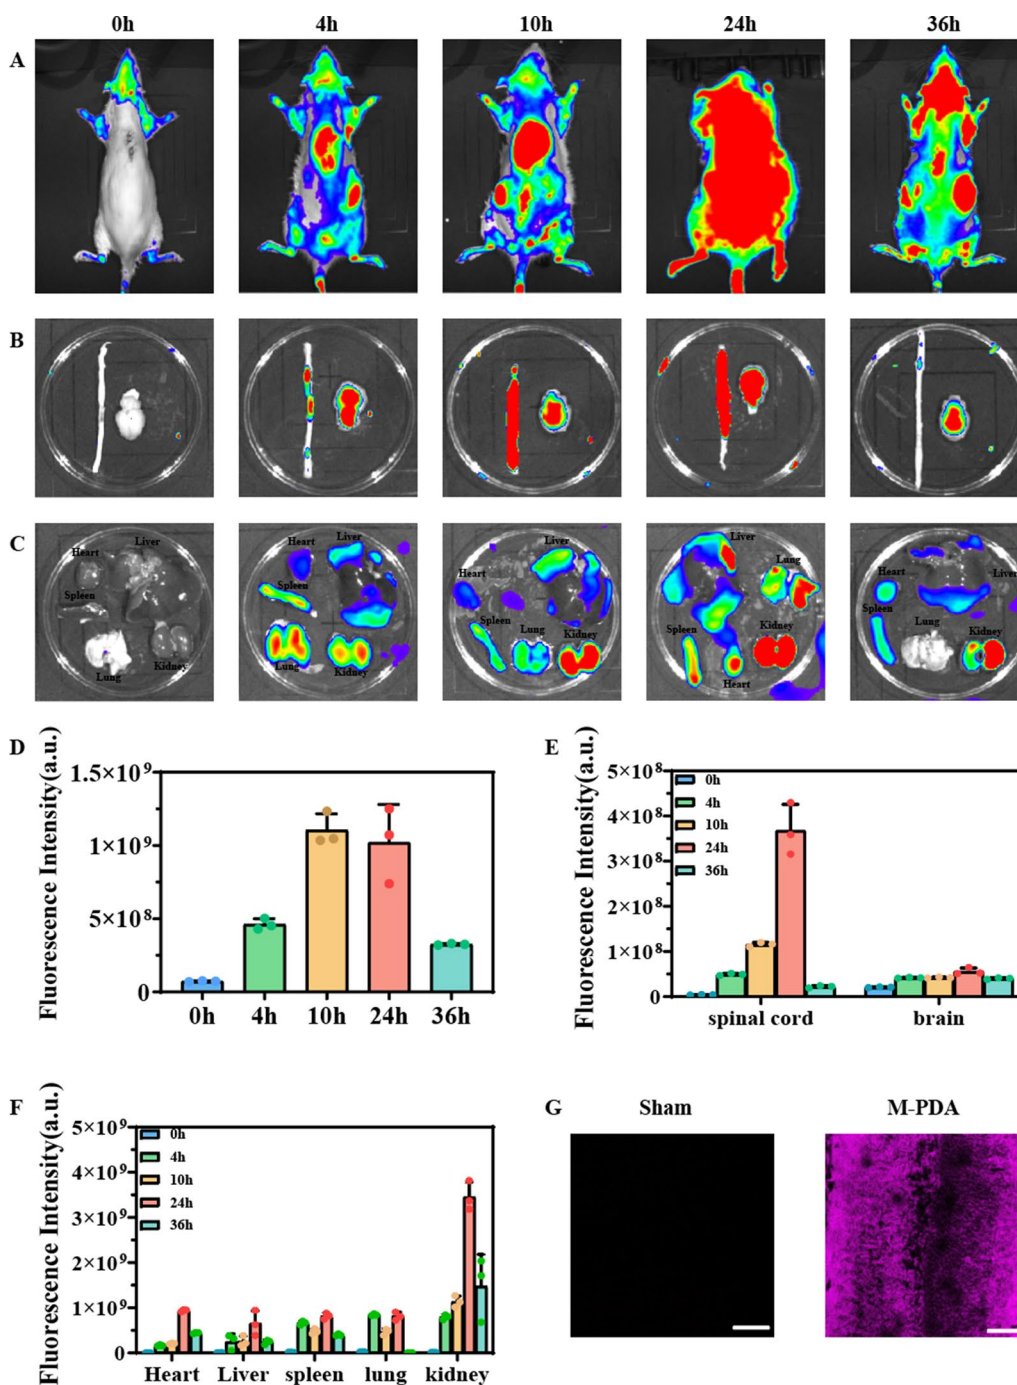 0h 4h 10h 24h 36h
A
B
C
Heart Liver Spleen Lung Kidney
Heart Liver Spleen Lung Kidney
Liver Heart Lung Kidney
Liver Lung Spleen Kidney Heart
Heart Liver Spleen Lung Kidney
D
Fluorescence Intensity(a.u.)
1.5×10⁹
1×10⁹
5×10⁸
0
0h 4h 10h 24h 36h
E
Fluorescence Intensity(a.u.)
5×10⁸
4×10⁸
3×10⁸
2×10⁸
1×10⁸
0
0h
4h
10h
24h
36h
spinal cord brain
F
Fluorescence Intensity(a.u.)
5×10⁹
4×10⁹
3×10⁹
2×10⁹
1×10⁹
0
0h
4h
10h
24h
36h
Heart Liver spleen lung kidney
G
Sham M-PDA